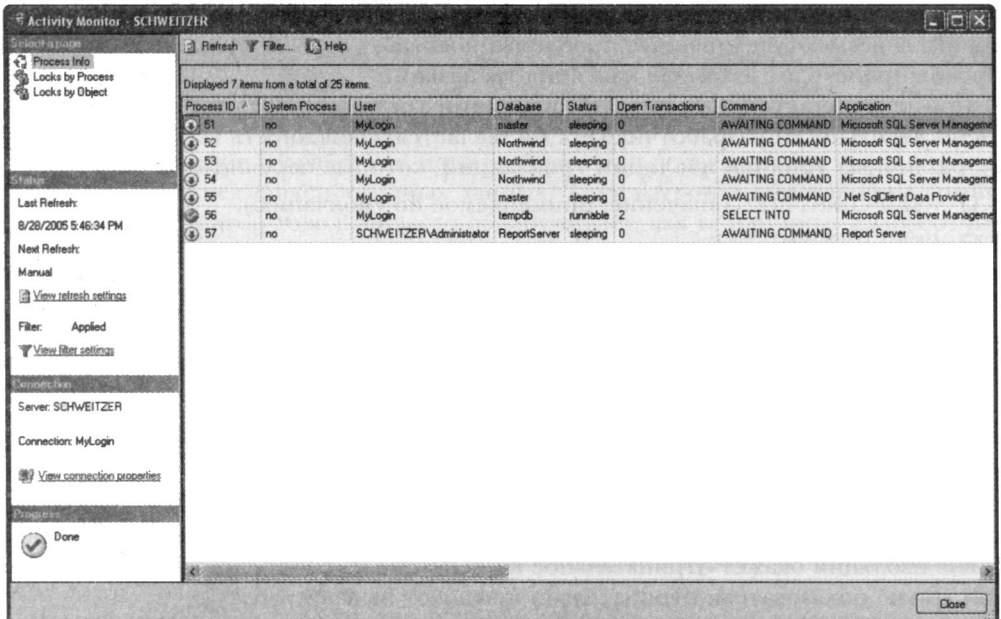 Activity Monitor - SCHWEITZER
Select a page
Process Info
Locks by Process
Locks by Object
Status
Last Refresh:
8/28/2005 5:46:34 PM
Next Refresh:
Manual
View refresh settings
Filter: Applied
View filter settings
Connection
Server: SCHWEITZER
Connection: MyLogin
View connection properties
Progress
Done
Refresh Filter... Help
Displayed 7 items from a total of 25 items.
Process ID System Process User Database Status Open Transactions Command Application
51 no MyLogin master sleeping 0 AWAITING COMMAND Microsoft SQL Server Manageme
52 no MyLogin Northwind sleeping 0 AWAITING COMMAND Microsoft SQL Server Manageme
53 no MyLogin Northwind sleeping 0 AWAITING COMMAND Microsoft SQL Server Manageme
54 no MyLogin Northwind sleeping 0 AWAITING COMMAND Microsoft SQL Server Manageme
55 no MyLogin master sleeping 0 AWAITING COMMAND .Net SqlClient Data Provider
56 no MyLogin tempdb runnable 2 SELECT INTO Microsoft SQL Server Manageme
57 no SCHWEITZER\Administrator ReportServer sleeping 0 AWAITING COMMAND Report Server
Close